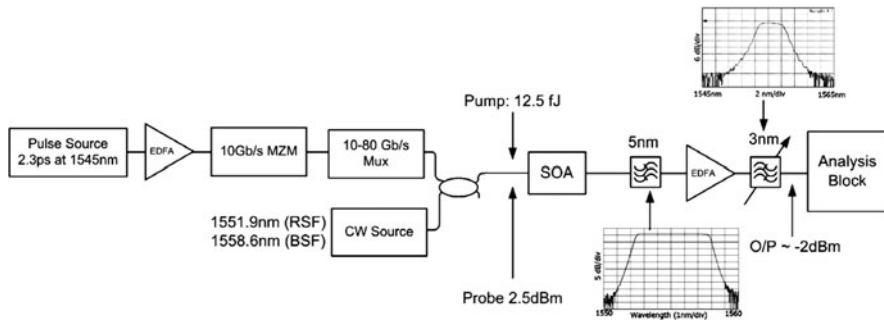 Pulse Source
2.3ps at 1545nm
EDFA
10Gb/s MZM
10-80 Gb/s
Mux
1551.9nm (RSF)
1558.6nm (BSF)
CW Source
Pump: 12.5 fJ
Probe 2.5dBm
SOA
5nm
5 dB/div
1550
Wavelength (1nm/div)
1560
EDFA
6 dB/div
1545nm
2 nm/div
1565nm
3nm
O/P ~ -2dBm
Analysis
Block